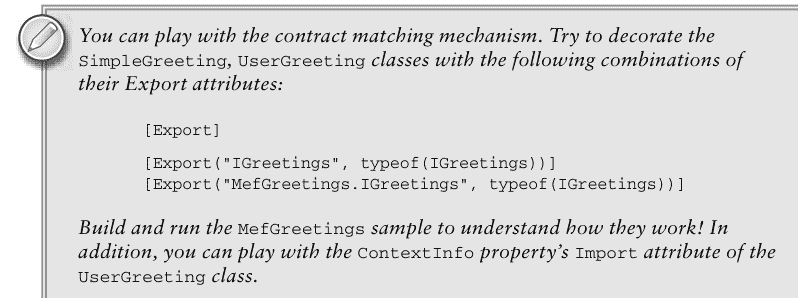 You can play with the contract matching mechanism. Try to decorate the
SimpleGreeting, UserGreeting classes with the following combinations of
their Export attributes:
[Export]
[Export("IGreetings", typeof(IGreetings))]
[Export("MefGreetings.IGreetings", typeof(IGreetings))]
Build and run the MefGreetings sample to understand how they work! In
addition, you can play with the ContextInfo property's Import attribute of the
UserGreeting class.